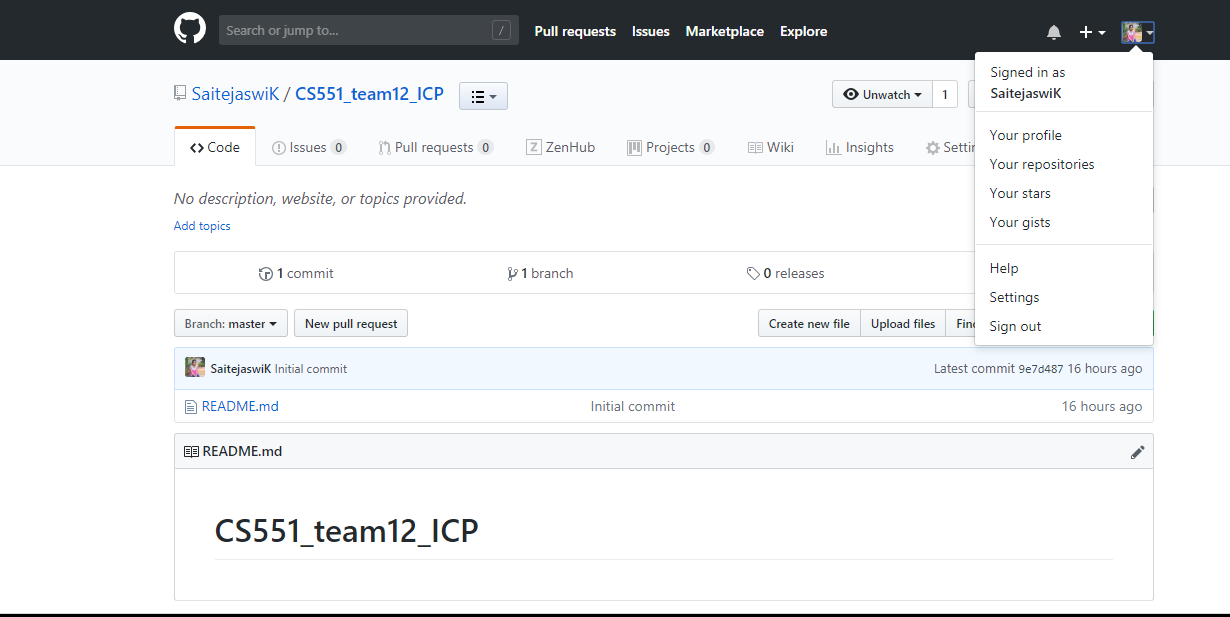 Search or jump to... / Pull requests Issues Marketplace Explore
Signed in as
SaitejaswiK
Your profile
Your repositories
Your stars
Your gists
Help
Settings
Sign out
SaitejaswiK / CS551_team12_ICP
Unwatch 1
Code Issues 0 Pull requests 0 Z ZenHub Projects 0 Wiki Insights
No description, website, or topics provided.
Add topics
1 commit 1 branch 0 releases
Branch: master New pull request Create new file Upload files
SaitejaswiK Initial commit Latest commit 9e7d487 16 hours ago
README.md Initial commit 16 hours ago
README.md
CS551_team12_ICP